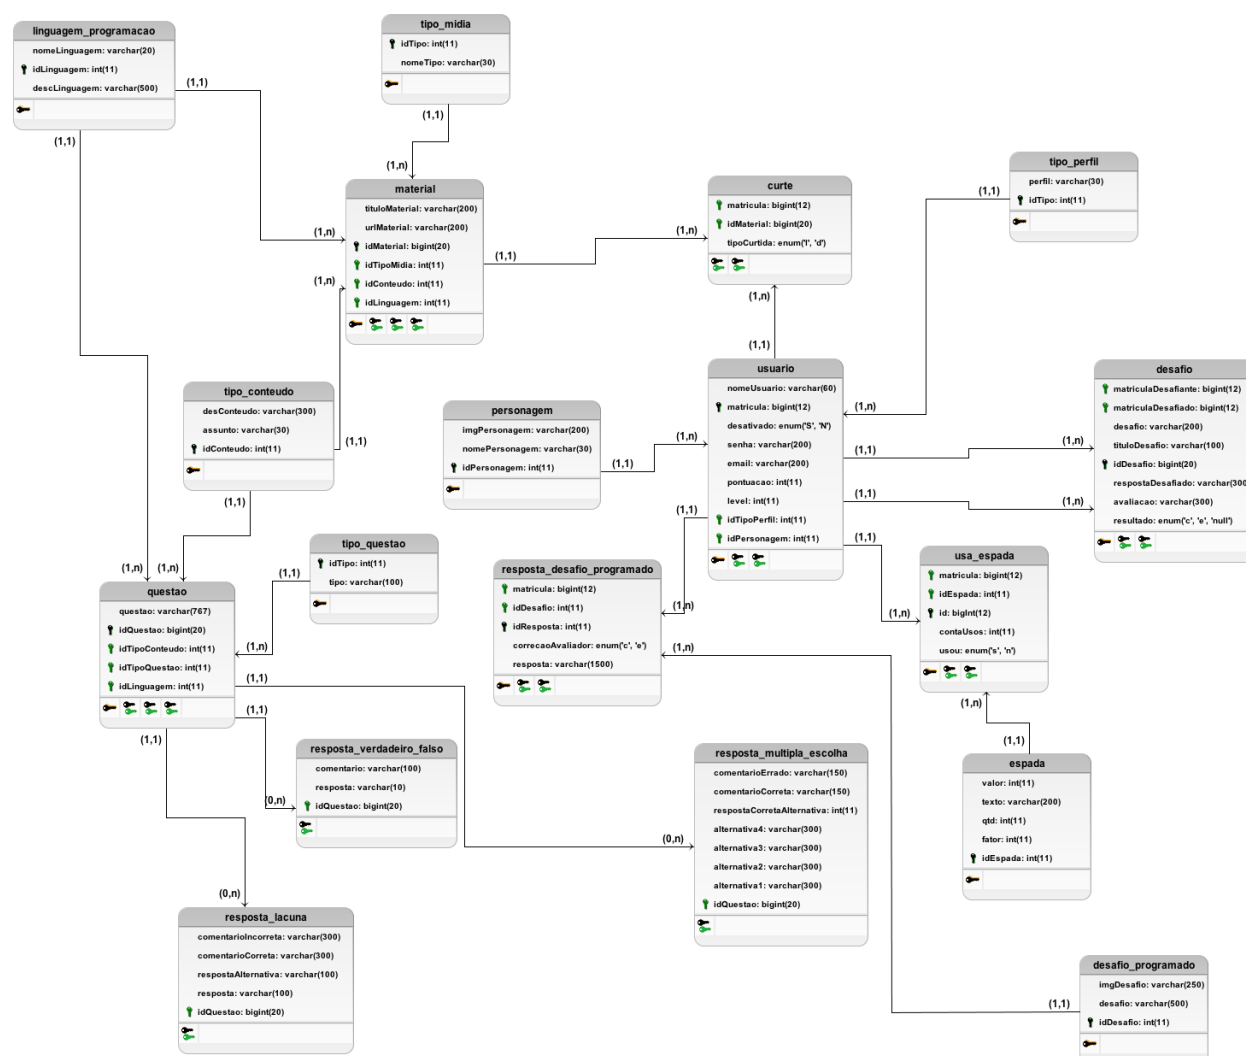 linguagem_programacao
nomeLinguagem: varchar(20)
idLinguagem: int(11)
descLinguagem: varchar(500)
(1,1)
(1,1)
tipo_midia
idTipo: int(11)
nomeTipo: varchar(30)
(1,1)
(1,n)
material
tituloMaterial: varchar(200)
urlMaterial: varchar(200)
idMaterial: bigint(20)
idTipoMidia: int(11)
idConteudo: int(11)
idLinguagem: int(11)
(1,n)
(1,n)
(1,1)
curte
matricula: bigint(12)
idMaterial: bigint(20)
tipoCurtida: enum('l', 'd')
(1,n)
(1,n)
(1,1)
tipo_perfil
perfil: varchar(30)
idTipo: int(11)
(1,1)
tipo_conteudo
desConteudo: varchar(300)
assunto: varchar(30)
idConteudo: int(11)
(1,1)
(1,1)
personagem
imgPersonagem: varchar(200)
nomePersonagem: varchar(30)
idPersonagem: int(11)
(1,1)
(1,n)
usuario
nomeUsuario: varchar(60)
matricula: bigint(12)
desativado: enum('S', 'N')
senha: varchar(200)
email: varchar(200)
pontuacao: int(11)
level: int(11)
idTipoPerfil: int(11)
idPersonagem: int(11)
(1,n)
(1,1)
(1,1)
(1,1)
(1,1)
(1,n)
(1,n)
desafio
matriculaDesafiante: bigint(12)
matriculaDesafiado: bigint(12)
desafio: varchar(200)
tituloDesafio: varchar(100)
idDesafio: bigint(20)
respostaDesafiado: varchar(300
avaliacao: varchar(300)
resultado: enum('c', 'e', 'null')
tipo_questao
idTipo: int(11)
tipo: varchar(100)
(1,1)
(1,n)
(1,n)
(1,n)
questao
questao: varchar(767)
idQuestao: bigint(20)
idTipoConteudo: int(11)
idTipoQuestao: int(11)
idLinguagem: int(11)
(1,1)
(1,1)
(1,1)
resposta_desafio_programado
matricula: bigint(12)
idDesafio: int(11)
idResposta: int(11)
correcaoAvaliador: enum('c', 'e')
resposta: varchar(1500)
(1,n)
(1,n)
usa_espada
matricula: bigint(12)
idEspada: int(11)
id: bigInt(12)
contaUsos: int(11)
usou: enum('s', 'n')
(1,n)
(1,n)
(1,1)
resposta_verdadeiro_falso
comentario: varchar(100)
resposta: varchar(10)
idQuestao: bigint(20)
(0,n)
resposta_multipla_escolha
comentarioErrado: varchar(150)
comentarioCorreta: varchar(150)
respostaCorretaAlternativa: int(11)
alternativa4: varchar(300)
alternativa3: varchar(300)
alternativa2: varchar(300)
alternativa1: varchar(300)
idQuestao: bigint(20)
(0,n)
espada
valor: int(11)
texto: varchar(200)
qtd: int(11)
fator: int(11)
idEspada: int(11)
(0,n)
resposta_lacuna
comentarioIncorreta: varchar(300)
comentarioCorreta: varchar(300)
respostaAlternativa: varchar(100)
resposta: varchar(100)
idQuestao: bigint(20)
desafio_programado
imgDesafio: varchar(250)
desafio: varchar(500)
idDesafio: int(11)
(1,1)